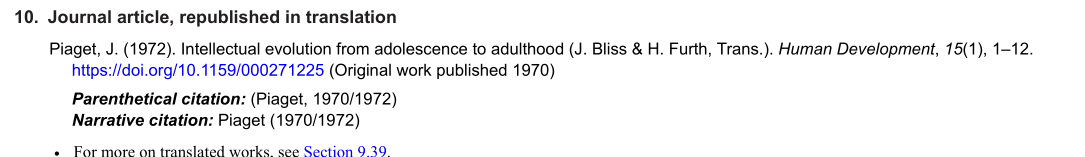 10. Journal article, republished in translation
Piaget, J. (1972). Intellectual evolution from adolescence to adulthood (J. Bliss & H. Furth, Trans.). Human Development, 15(1), 1–12.
https://doi.org/10.1159/000271225 (Original work published 1970)
Parenthetical citation: (Piaget, 1970/1972)
Narrative citation: Piaget (1970/1972)
• For more on translated works, see Section 9.39.